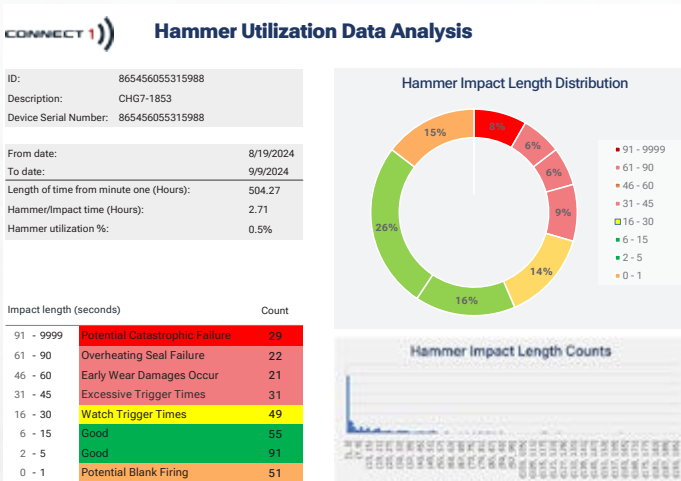 CONNECT 1
Hammer Utilization Data Analysis
ID: 865456055315988
Description: CHG7-1853
Device Serial Number: 865456055315988
From date: 8/19/2024
To date: 9/9/2024
Length of time from minute one (Hours): 504.27
Hammer/Impact time (Hours): 2.71
Hammer utilization %: 0.5%
Impact length (seconds) Count
91 - 9999 Potential Catastrophic Failure 29
61 - 90 Overheating Seal Failure 22
46 - 60 Early Wear Damages Occur 21
31 - 45 Excessive Trigger Times 31
16 - 30 Watch Trigger Times 49
6 - 15 Good 55
2 - 5 Good 91
0 - 1 Potential Blank Firing 51
Hammer Impact Length Distribution
8%
6%
6%
9%
14%
16%
26%
15%
91 - 9999
61 - 90
46 - 60
31 - 45
16 - 30
6 - 15
2 - 5
0 - 1
Hammer Impact Length Counts